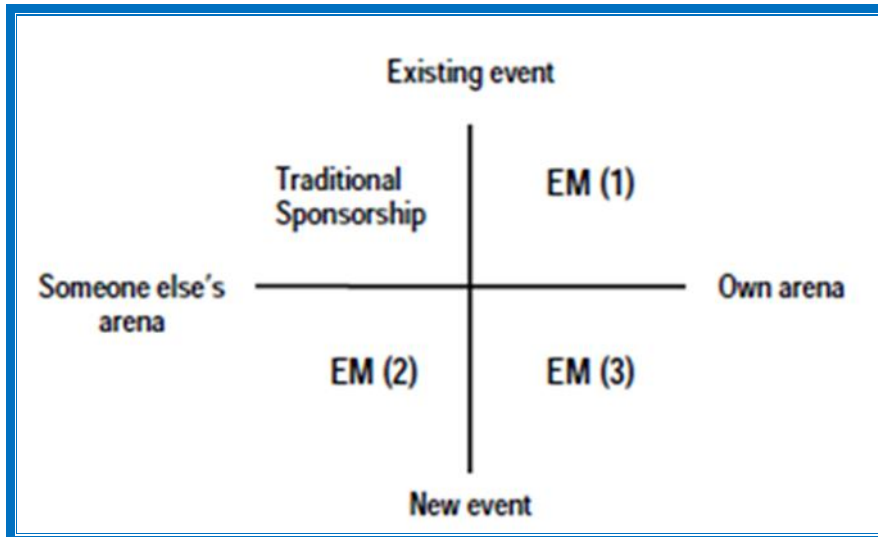 Existing event
Traditional
Sponsorship
EM (1)
Someone else's
arena
Own arena
EM (2)
EM (3)
New event